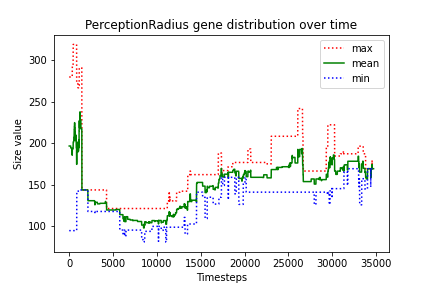 PerceptionRadius gene distribution over time
max
mean
min
Size value
300
250
200
150
100
0
5000
10000
15000
20000
25000
30000
35000
Timesteps